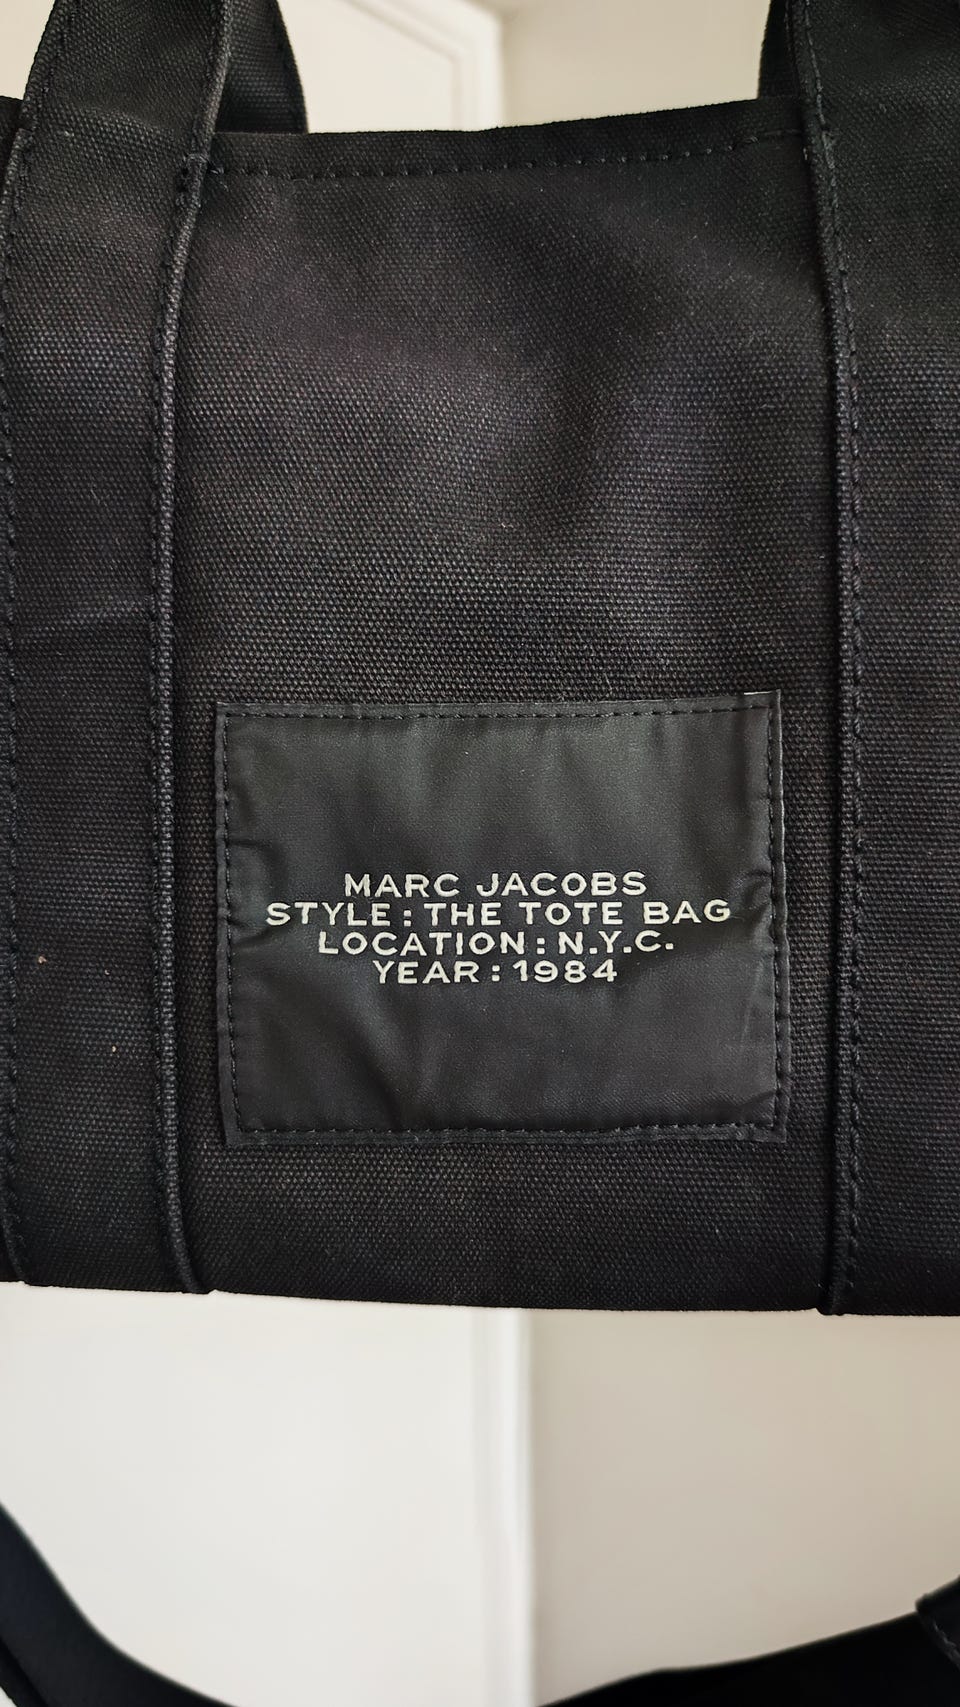 MARC JACOBS
STYLE : THE TOTE BAG
LOCATION : N.Y.C.
YEAR : 1984